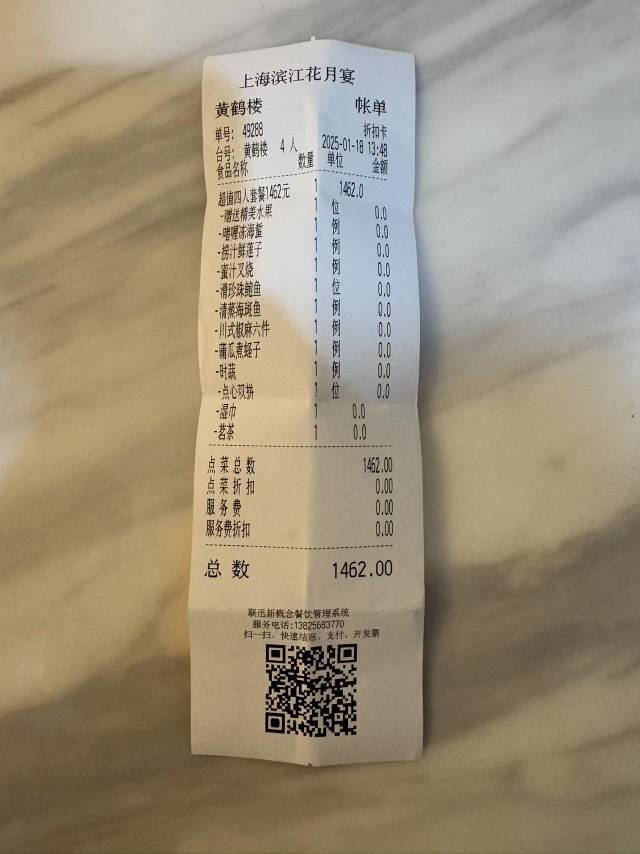 上海滨江花月宴
黄鹤楼 帐单
单号: 49288 折扣卡
台号: 黄鹤楼 4 人 2025-01-18 13:48
食品名称 数量 单位 金额
超值四人套餐1462元 1 1462.0
-赠送精美水果 1 位 0.0
-啫喱冻海蜇 1 例 0.0
-捞汁鲜莲子 1 例 0.0
-蜜汁叉烧 1 例 0.0
-滑珍珠鲍鱼 1 位 0.0
-清蒸海斑鱼 1 例 0.0
-川式椒麻六件 1 例 0.0
-蒲瓜煮蛏子 1 例 0.0
-时蔬 1 例 0.0
-点心双拼 1 位 0.0
-湿巾 1 0.0
-茗茶 1 0.0
点菜总数 1462.00
点菜折扣 0.00
服务费 0.00
服务费折扣 0.00
总数 1462.00
联迅新概念餐饮管理系统
服务电话:13825683770
扫一扫，快速结账、支付、开发票